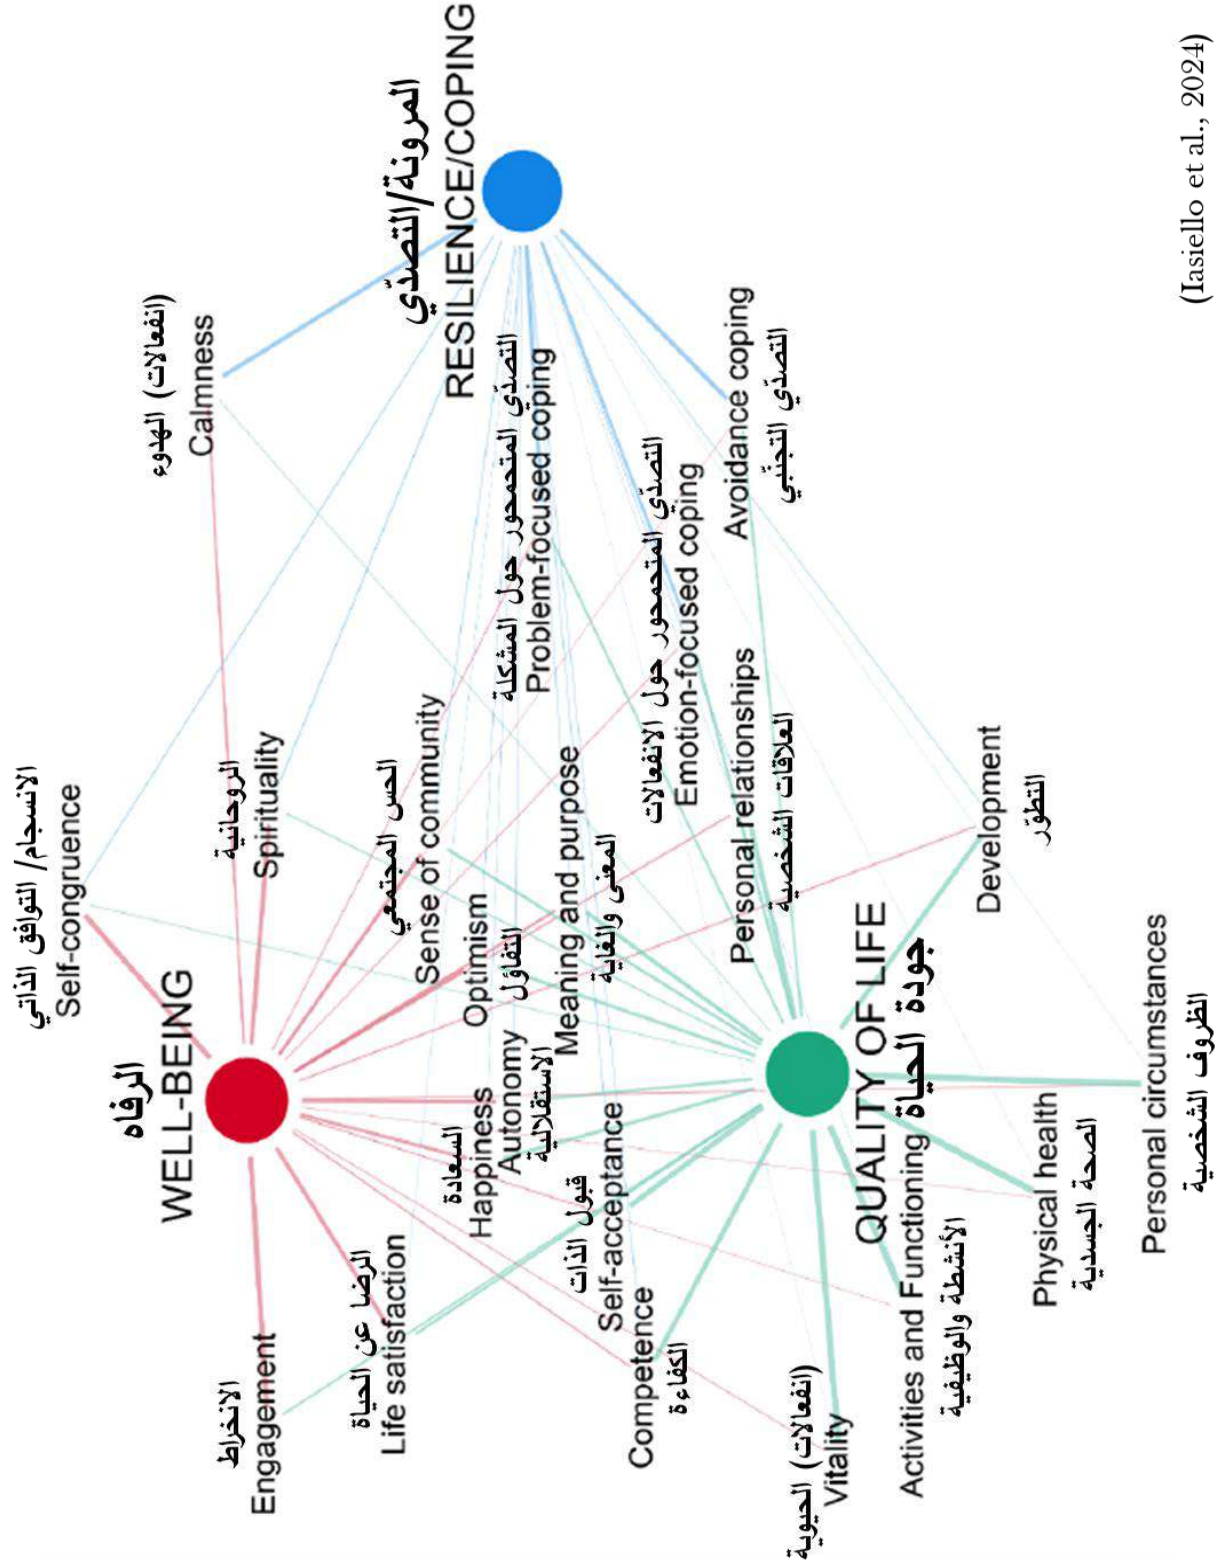 الانسجام/ التوافق الذاتي
Self-congruence
الرفاه
WELL-BEING
(انفعالات) الهدوء
Calmness
الروحانية
Spirituality
الانخراط
Engagement
الرضا عن الحياة
Life satisfaction
المرونة/التصدّي
RESILIENCE/COPING
الحس المجتمعي
Sense of community
السعادة
Happiness
Optimism
التفاؤل
Autonomy
الاستقلالية
التصدّي المتمحمور حول المشكلة
Problem-focused coping
Meaning and purpose
المعنى والغاية
قبول الذات
Self-acceptance
Competence
الكفاءة
التصدّي المتمحمور حول الانفعالات
Emotion-focused coping
Avoidance coping
التصدّي التجنّبي
Personal relationships
العلاقات الشخصية
(انفعالات) الحيوية
Vitality
QUALITY OF LIFE
جودة الحياة
Activities and Functioning
الأنشطة والوظيفية
Development
التطوّر
Physical health
الصحة الجسدية
Personal circumstances
الظروف الشخصية
(Iasiello et al., 2024)